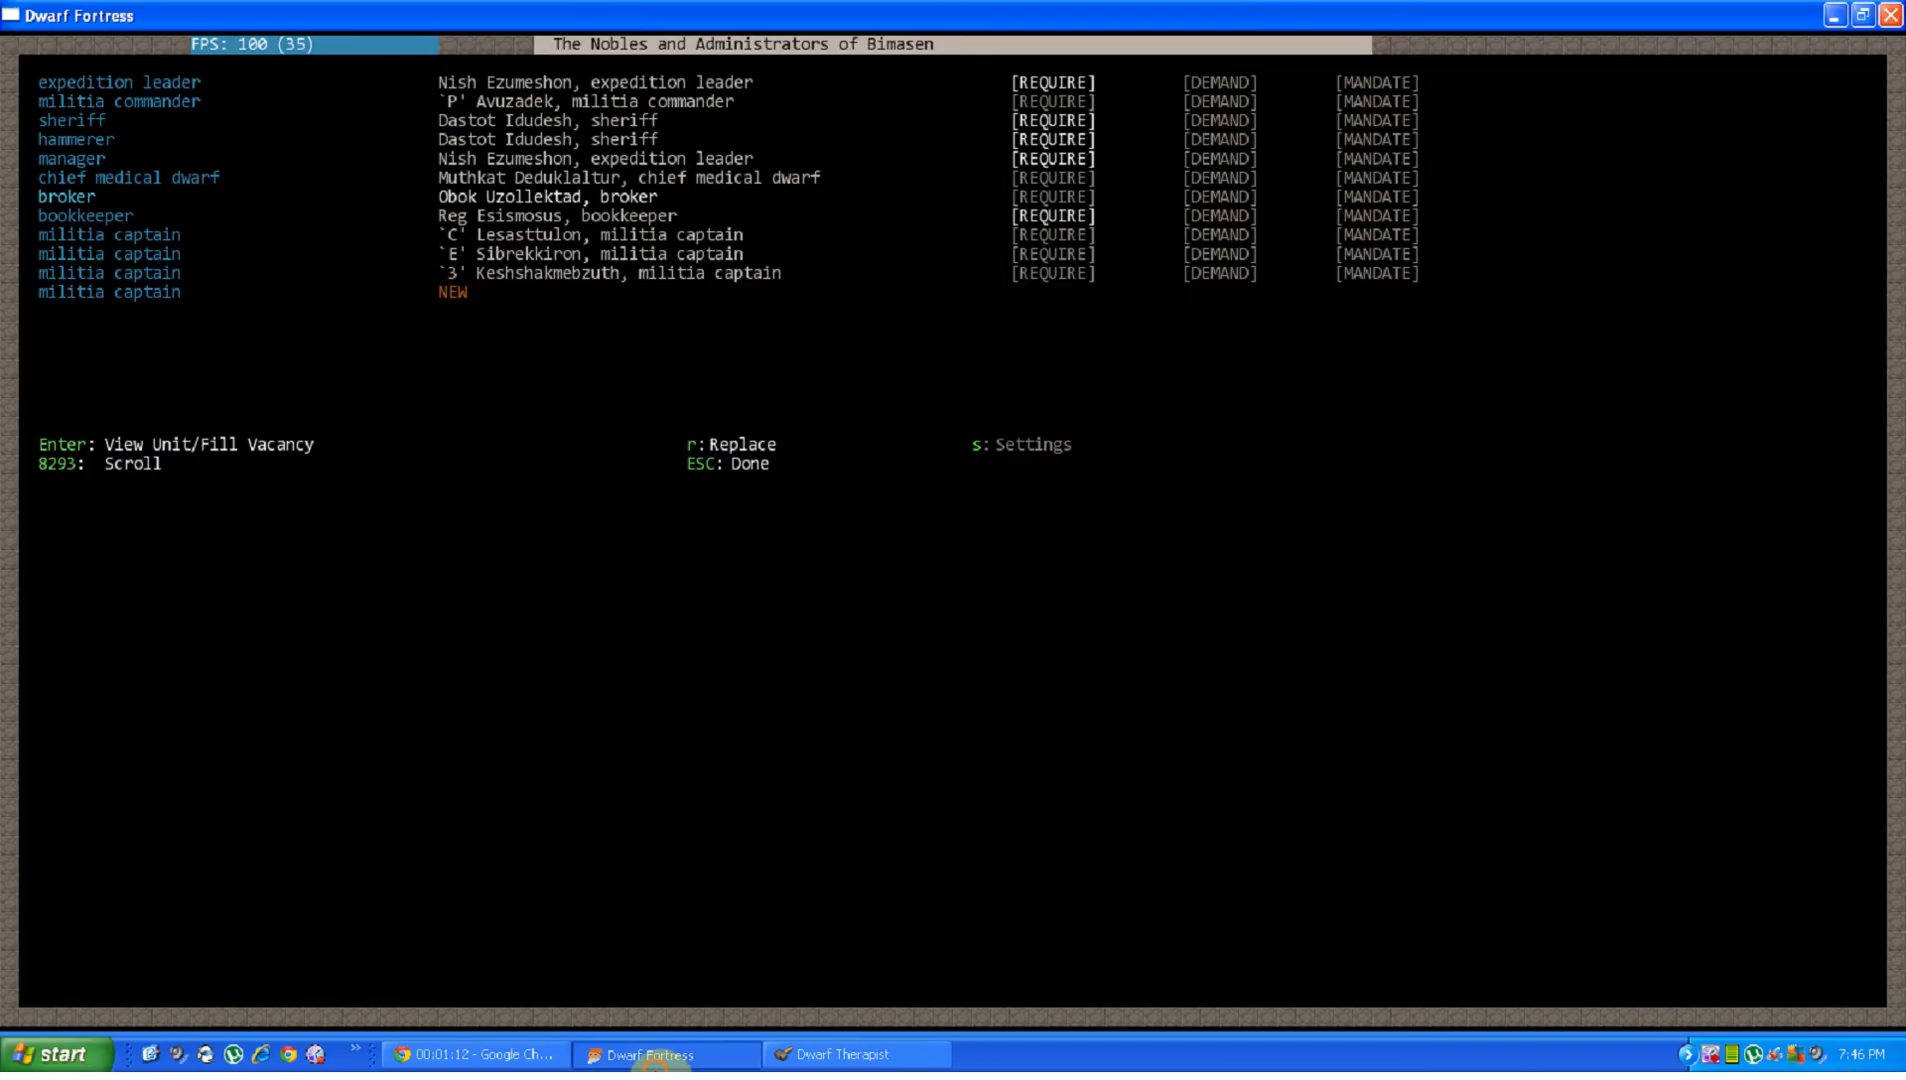 Dwarf Fortress
FPS: 100 (35) The Nobles and Administrators of Bimasen
expedition leader Nish Ezumeshon, expedition leader [REQUIRE] [DEMAND] [MANDATE]
militia commander `P' Avuzadek, militia commander [REQUIRE] [DEMAND] [MANDATE]
sheriff Dastot Idudesh, sheriff [REQUIRE] [DEMAND] [MANDATE]
hammerer Dastot Idudesh, sheriff [REQUIRE] [DEMAND] [MANDATE]
manager Nish Ezumeshon, expedition leader [REQUIRE] [DEMAND] [MANDATE]
chief medical dwarf Muthkat Deduklaltur, chief medical dwarf [REQUIRE] [DEMAND] [MANDATE]
broker Obok Uzollektad, broker [REQUIRE] [DEMAND] [MANDATE]
bookkeeper Reg Esismosus, bookkeeper [REQUIRE] [DEMAND] [MANDATE]
militia captain `C' Lesasttulon, militia captain [REQUIRE] [DEMAND] [MANDATE]
militia captain `E' Sibrekkiron, militia captain [REQUIRE] [DEMAND] [MANDATE]
militia captain `3' Keshshakmebzuth, militia captain [REQUIRE] [DEMAND] [MANDATE]
militia captain NEW
Enter: View Unit/Fill Vacancy r: Replace s: Settings
8293: Scroll ESC: Done
start 00:01:12 - Google Ch... Dwarf Fortress Dwarf Therapist 7:46 PM